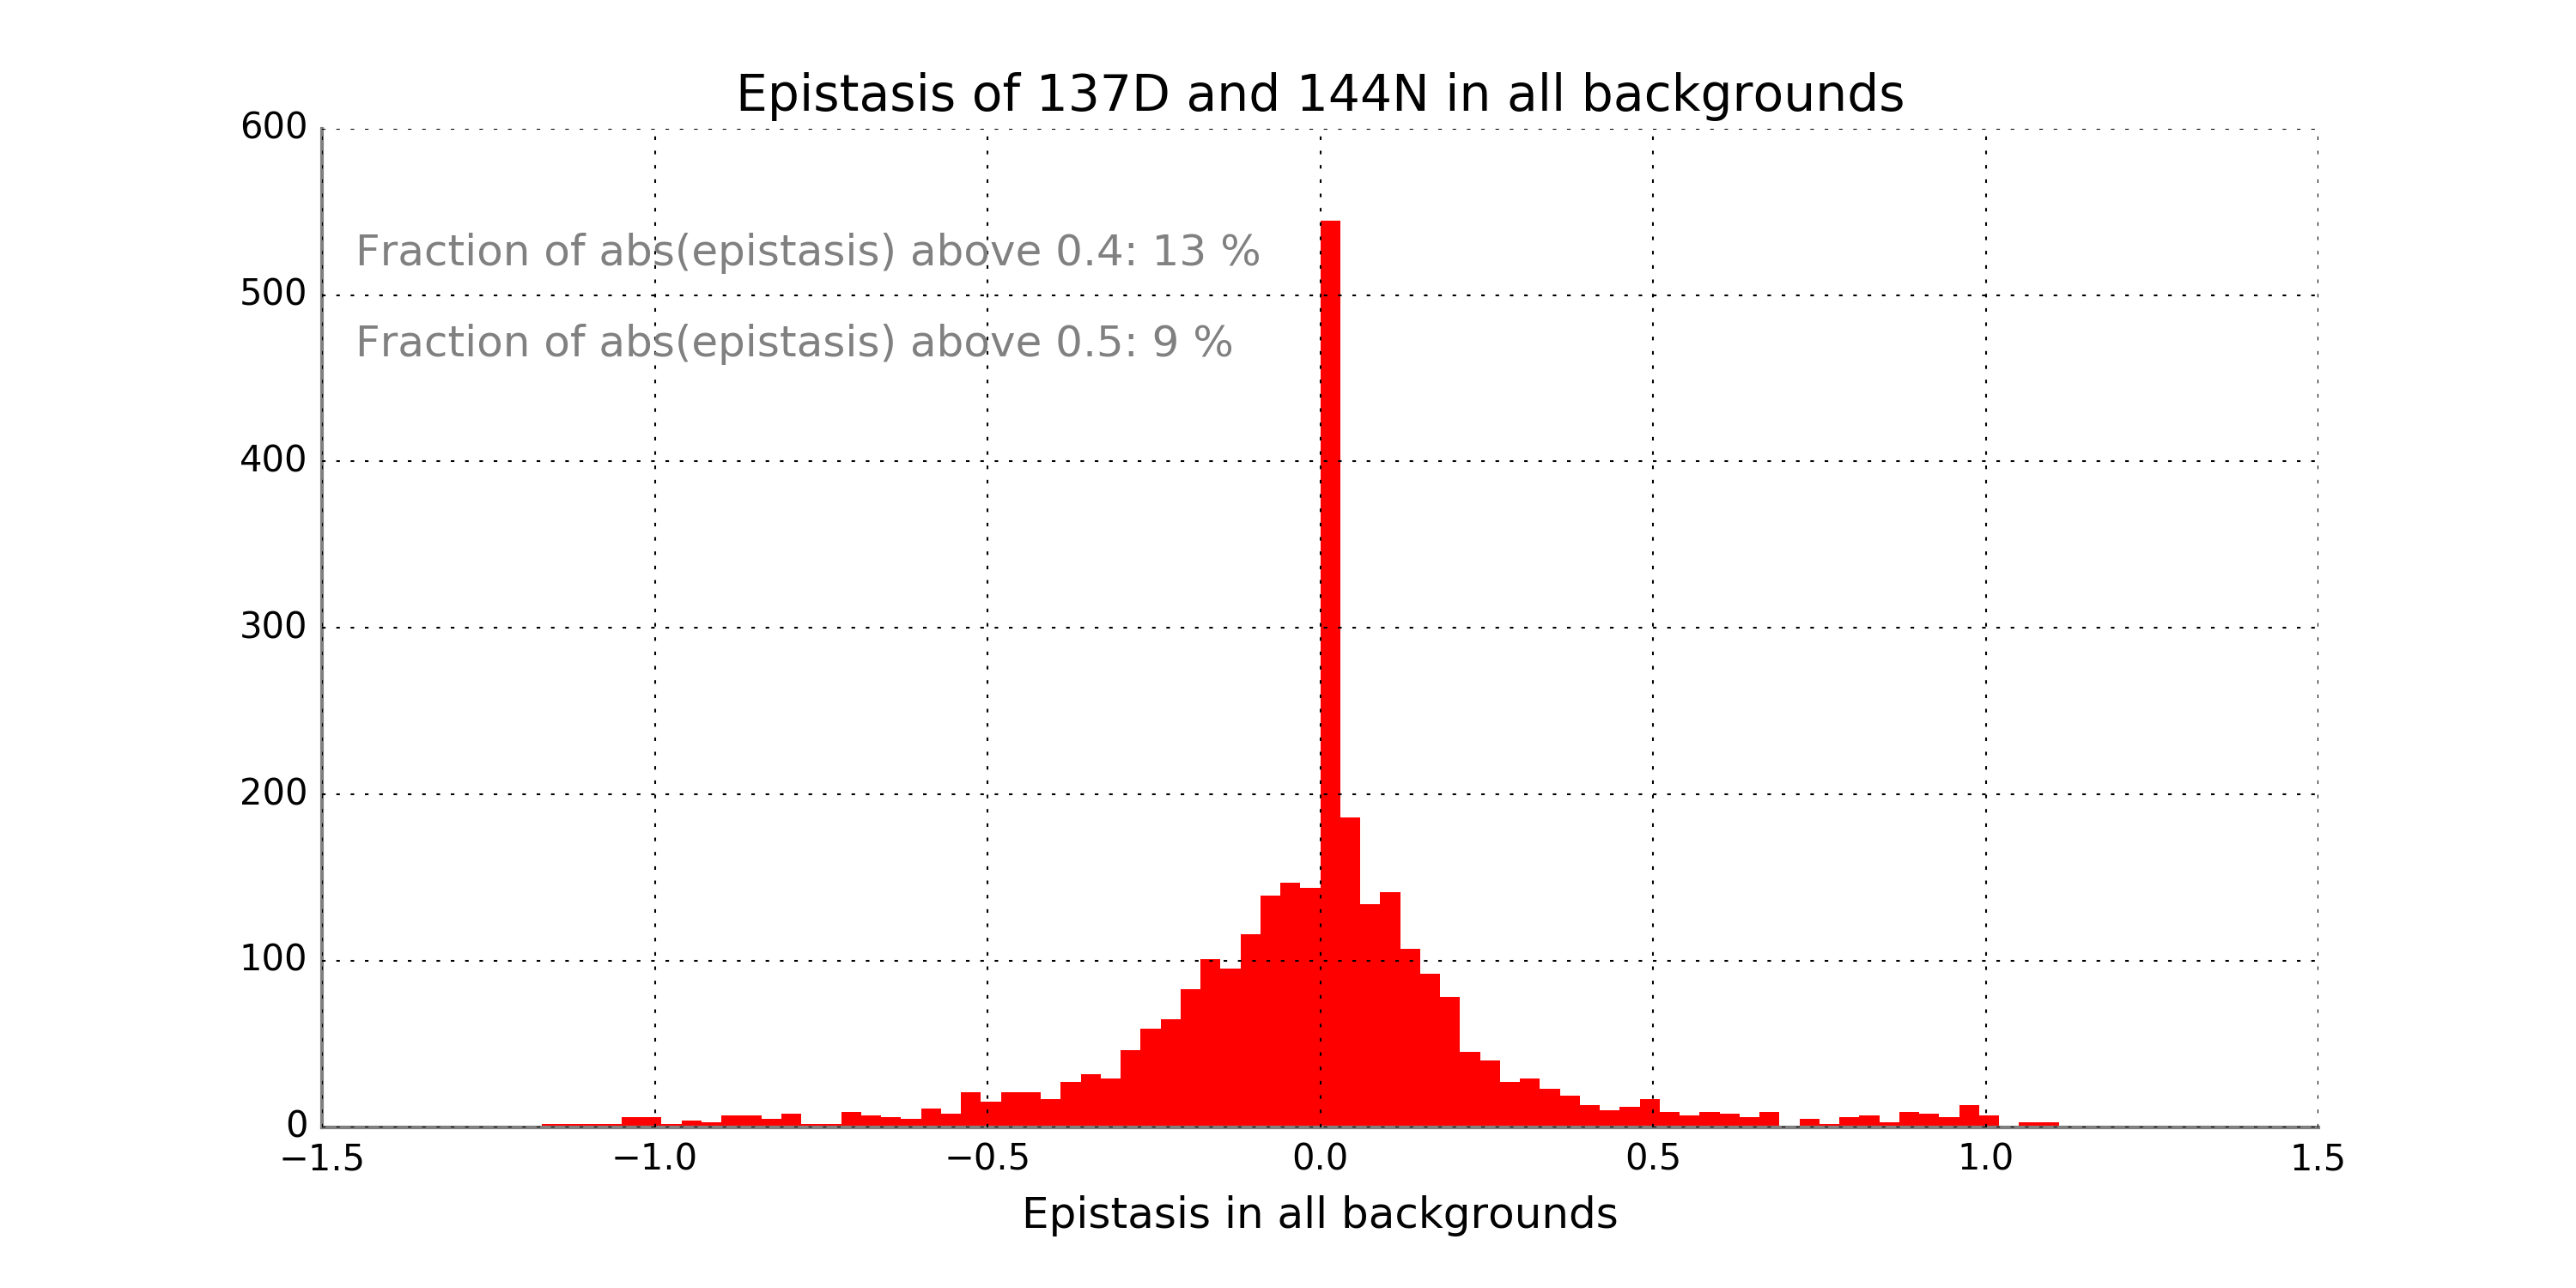 Epistasis of 137D and 144N in all backgrounds
600
Fraction of abs(epistasis) above 0.4: 13 %
500
Fraction of abs(epistasis) above 0.5: 9 %
400
300
200
100
0
−1.5 −1.0 −0.5 0.0 0.5 1.0 1.5
Epistasis in all backgrounds